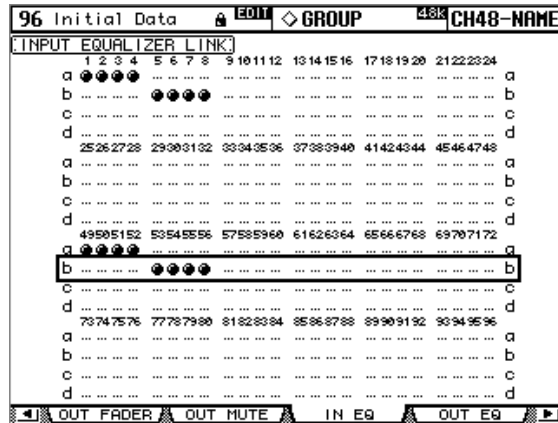 96 Initial Data EDIT GROUP 48K CH48-NAME
INPUT EQUALIZER LINK
1 2 3 4 5 6 7 8 9 10 11 12 13 14 15 16 17 18 19 20 21 22 23 24
a a
b b
c c
d d
25 26 27 28 29 30 31 32 33 34 35 36 37 38 39 40 41 42 43 44 45 46 47 48
a a
b b
c c
d d
49 50 51 52 53 54 55 56 57 58 59 60 61 62 63 64 65 66 67 68 69 70 71 72
a a
b b
c c
d d
73 74 75 76 77 78 79 80 81 82 83 84 85 86 87 88 89 90 91 92 93 94 95 96
a a
b b
c c
d d
OUT FADER OUT MUTE IN EQ OUT EQ